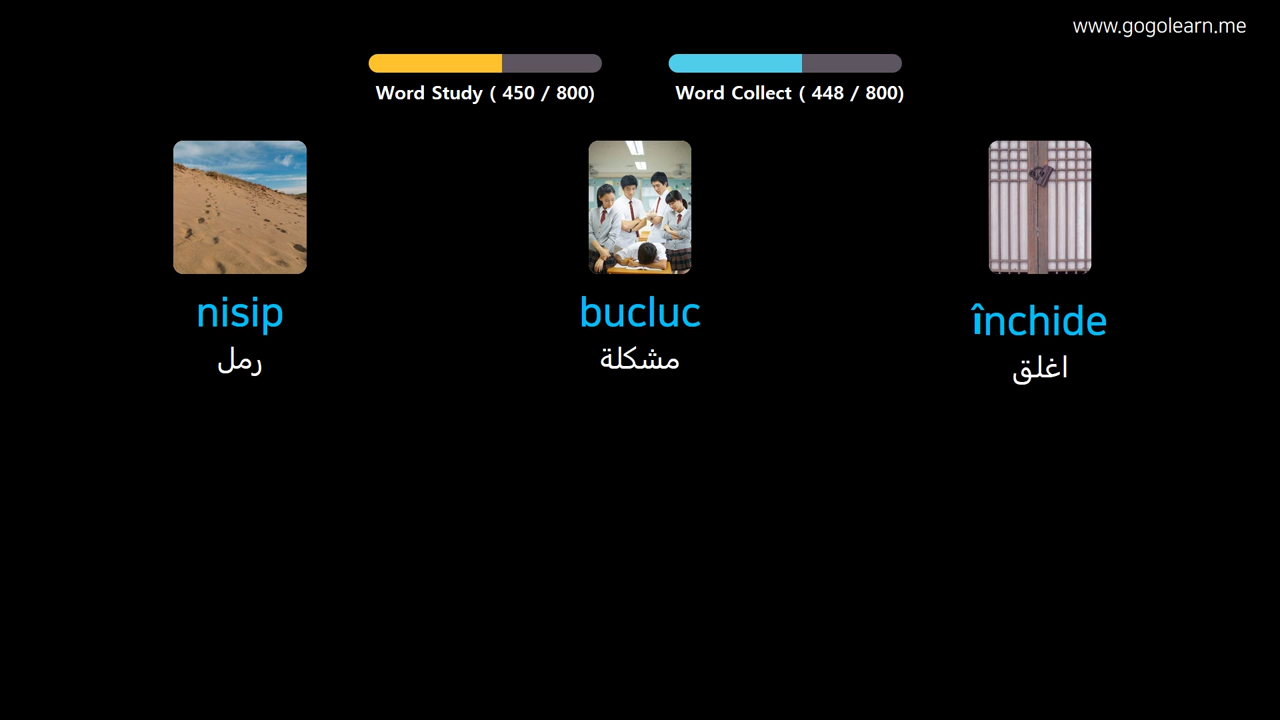 www.gogolearn.me
Word Study ( 450 / 800)
Word Collect ( 448 / 800)
nisip
رمل
bucluc
مشكلة
închide
اغلق